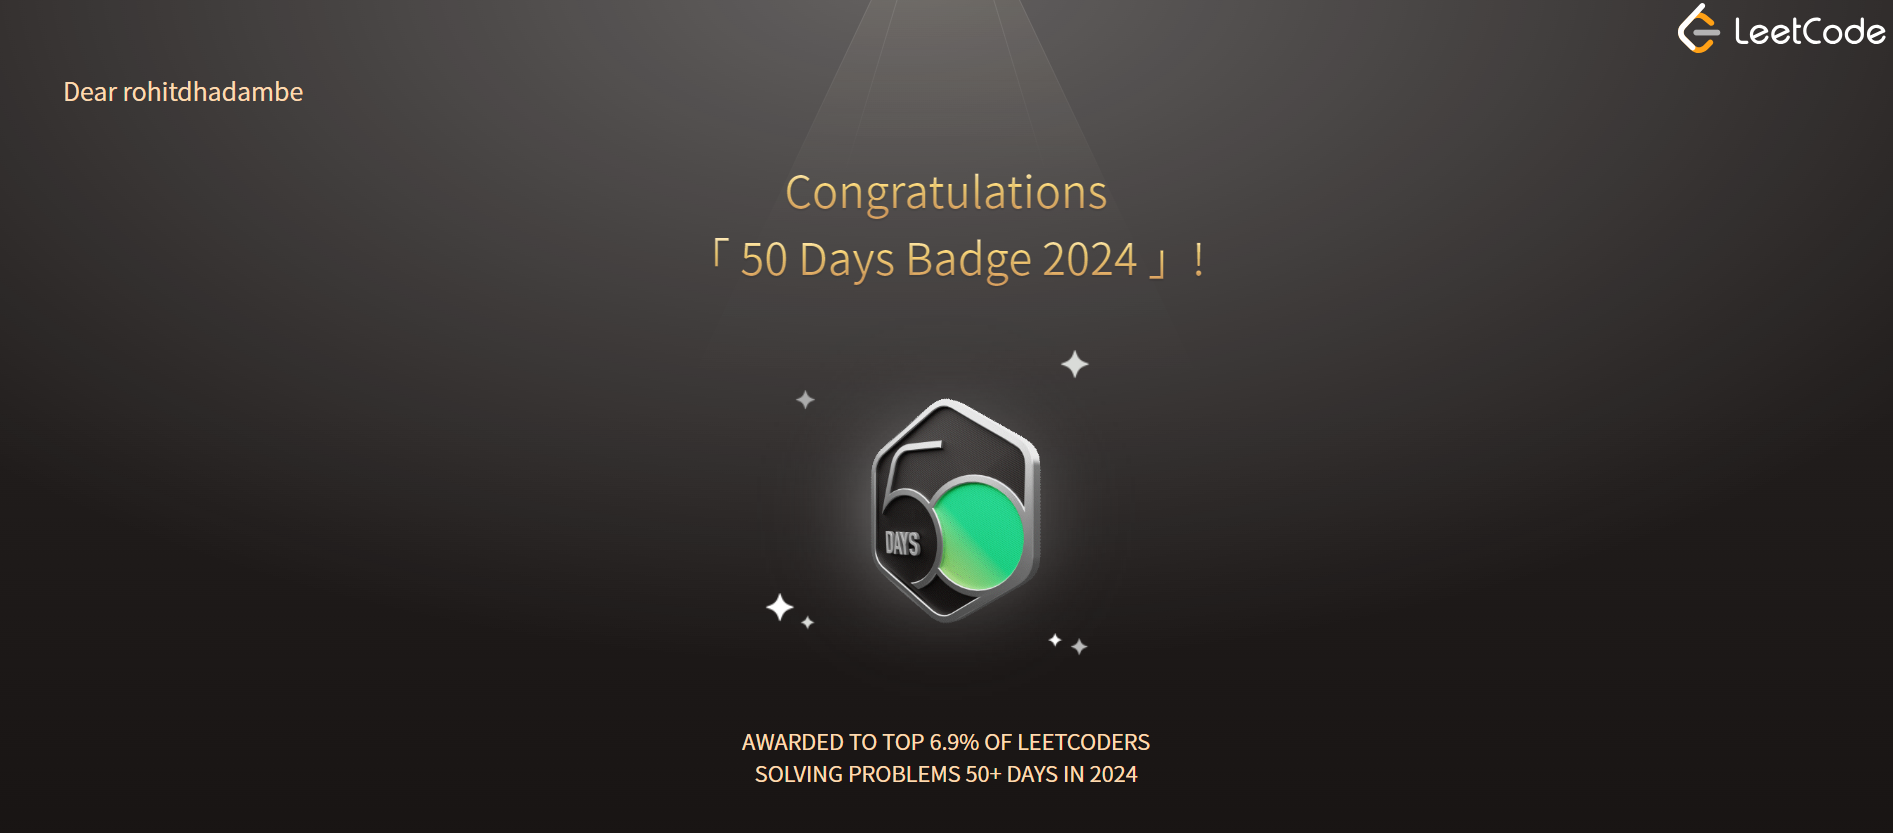 LeetCode
Dear rohitdhadambe
Congratulations
「 50 Days Badge 2024 」 !
50
DAYS
AWARDED TO TOP 6.9% OF LEETCODERS
SOLVING PROBLEMS 50+ DAYS IN 2024